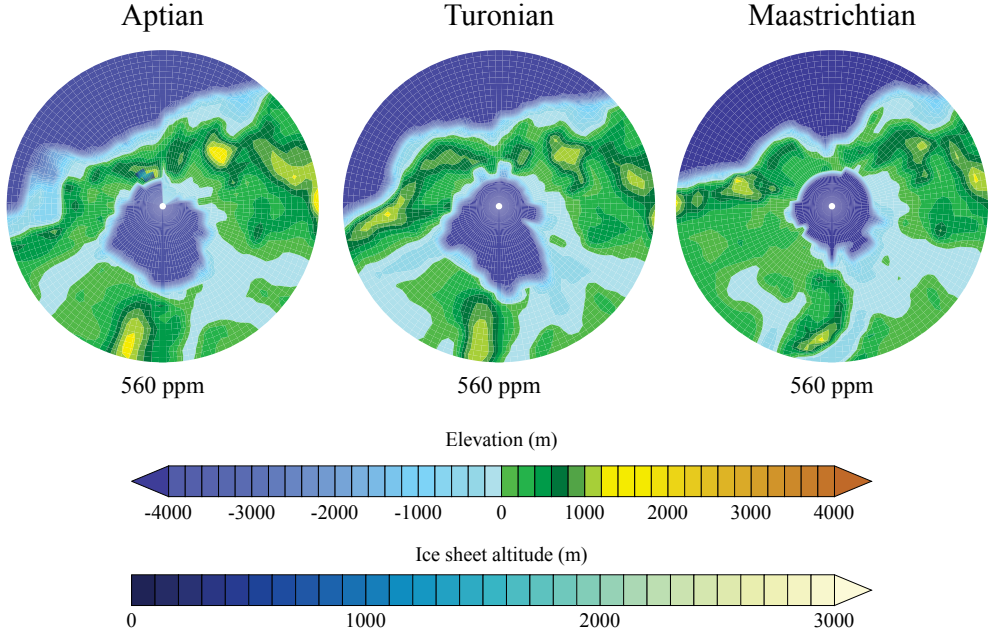 Aptian Turonian Maastrichtian
560 ppm 560 ppm 560 ppm
Elevation (m)
-4000 -3000 -2000 -1000 0 1000 2000 3000 4000
Ice sheet altitude (m)
0 1000 2000 3000